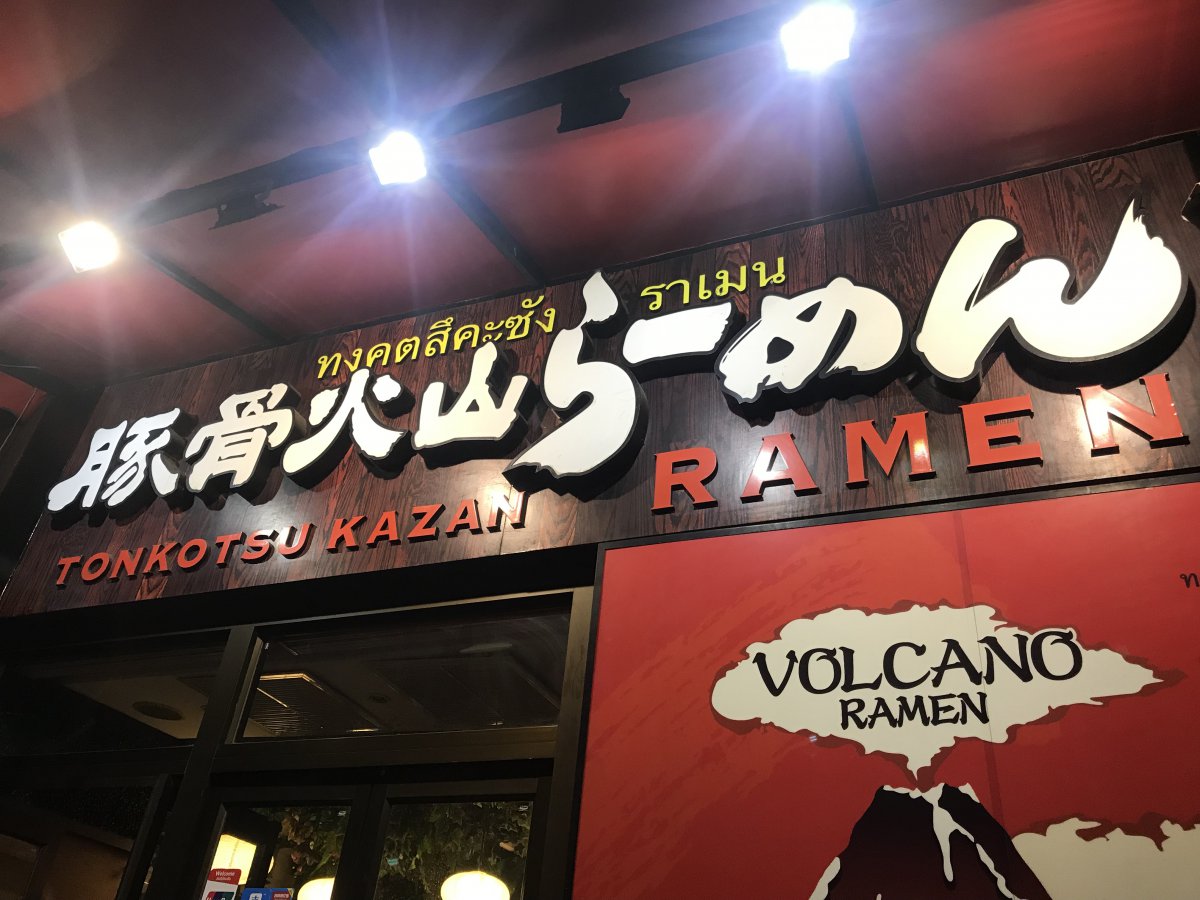 ทงคตสึคะซัง ราเมน
豚骨火山らーめん
TONKOTSU KAZAN RAMEN
VOLCANO
RAMEN
Welcome